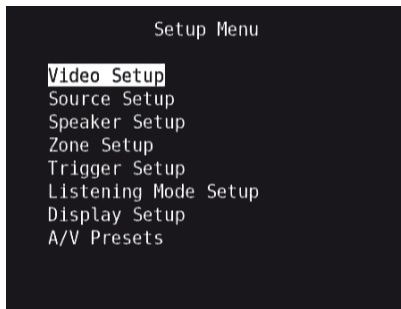 Setup Menu
Video Setup
Source Setup
Speaker Setup
Zone Setup
Trigger Setup
Listening Mode Setup
Display Setup
A/V Presets